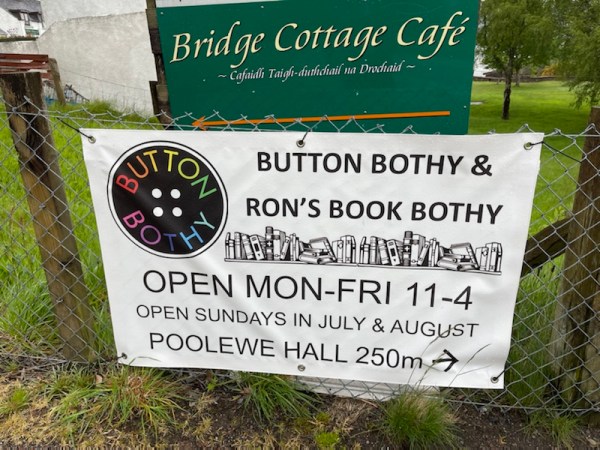 Bridge Cottage Café
~ Cafaidh Taigh-duthchail na Drochaid ~
BUTTON
BOTHY
BUTTON BOTHY &
RON'S BOOK BOTHY
OPEN MON-FRI 11-4
OPEN SUNDAYS IN JULY & AUGUST
POOLEWE HALL 250m →